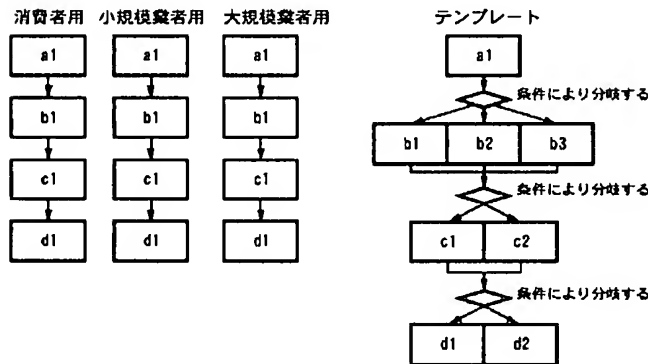 消費者用 小規模業者用 大規模業者用 テンプレート
a1 a1 a1 a1
条件により分岐する
b1 b1 b1 b1 b2 b3
条件により分岐する
c1 c1 c1 c1 c2
条件により分岐する
d1 d1 d1 d1 d2